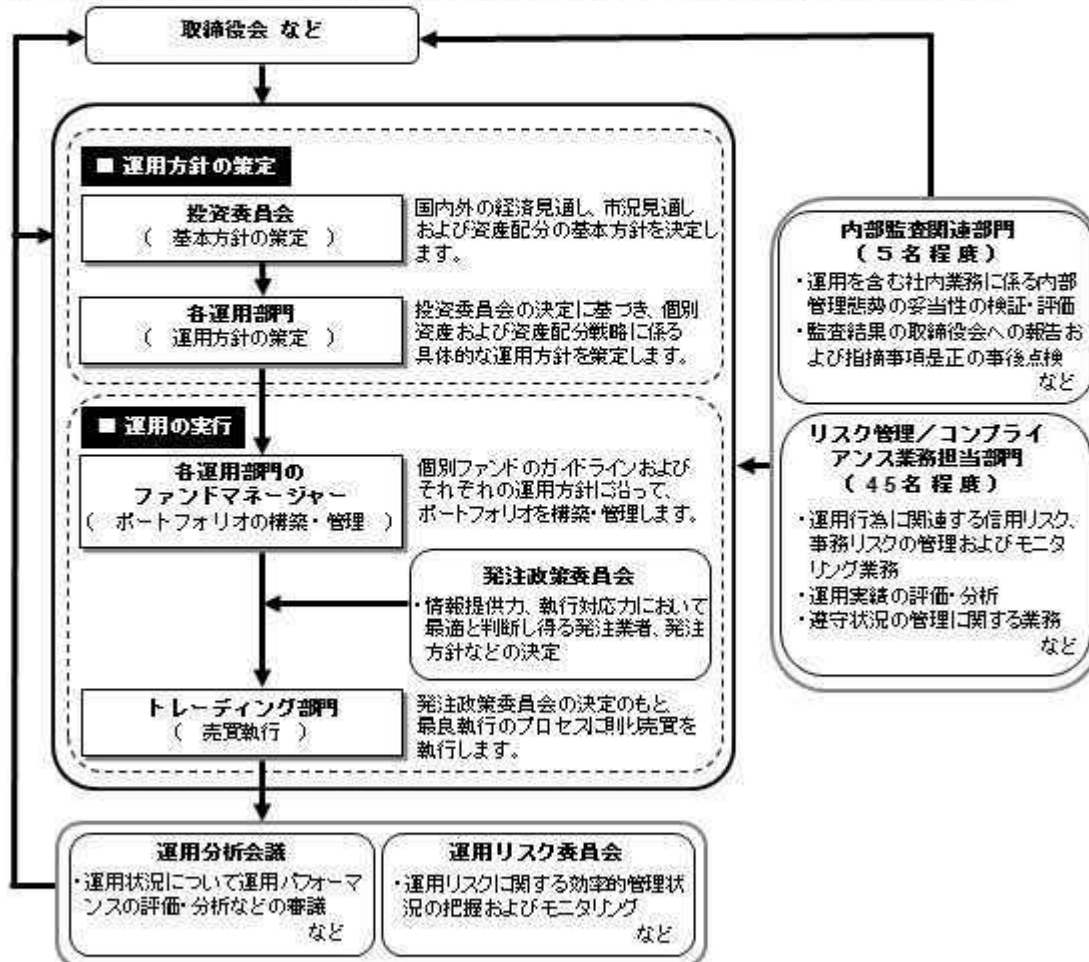 取締役会 など
■ 運用方針の策定
投資委員会
( 基本方針の策定 )
国内外の経済見通し、市況見通し
および資産配分の基本方針を決定し
ます。
各運用部門
( 運用方針の策定 )
投資委員会の決定に基づき、個別
資産および資産配分戦略に係る
具体的な運用方針を策定します。
■ 運用の実行
各運用部門の
ファンドマネージャー
( ポートフォリオの構築・管理 )
個別ファンドのガイドラインおよび
それぞれの運用方針に沿って、
ポートフォリオを構築・管理します。
発注政策委員会
・情報提供力、執行対応力において
最適と判断し得る発注業者、発注
方針などの決定
トレーディング部門
( 売買執行 )
発注政策委員会の決定のもと、
最良執行のプロセスに則り売買を
執行します。
内部監査関連部門
( 5名程度 )
・運用を含む社内業務に係る内部
管理態勢の妥当性の検証・評価
・監査結果の取締役会への報告お
よび指摘事項是正の事後点検
など
リスク管理/コンプライ
アンス業務担当部門
( 45名程度 )
・運用行為に関連する信用リスク、
事務リスクの管理およびモニタ
リング業務
・運用実績の評価・分析
・遵守状況の管理に関する業務
など
運用分析会議
・運用状況について運用パフォーマ
ンスの評価・分析などの審議
など
運用リスク委員会
・運用リスクに関する効率的管理状
況の把握およびモニタリング
など